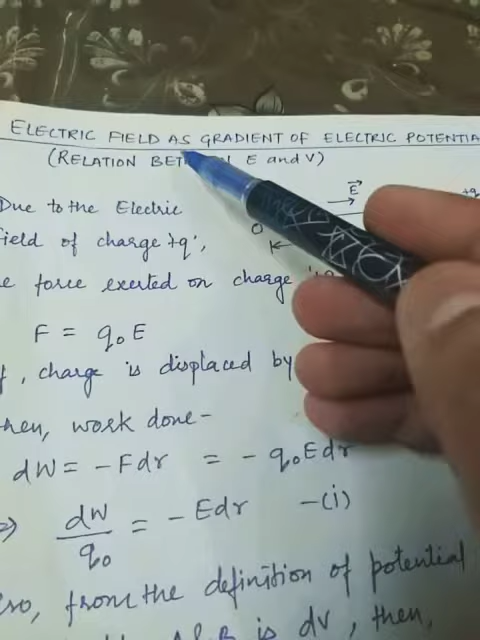 ELECTRIC FIELD AS GRADIENT OF ELECTRIC POTENTIA
(RELATION BET E and V)
E⃗
Due to the Electric
ield of charge +q,
O
e force exerted on charge
F = q₀E
, charge is displaced by
hen, work done-
dW = -Fdr = - q₀Edr
⇒ dW/q₀ = - Edr -(i)
so, from the definition of potential
B is dv, then,